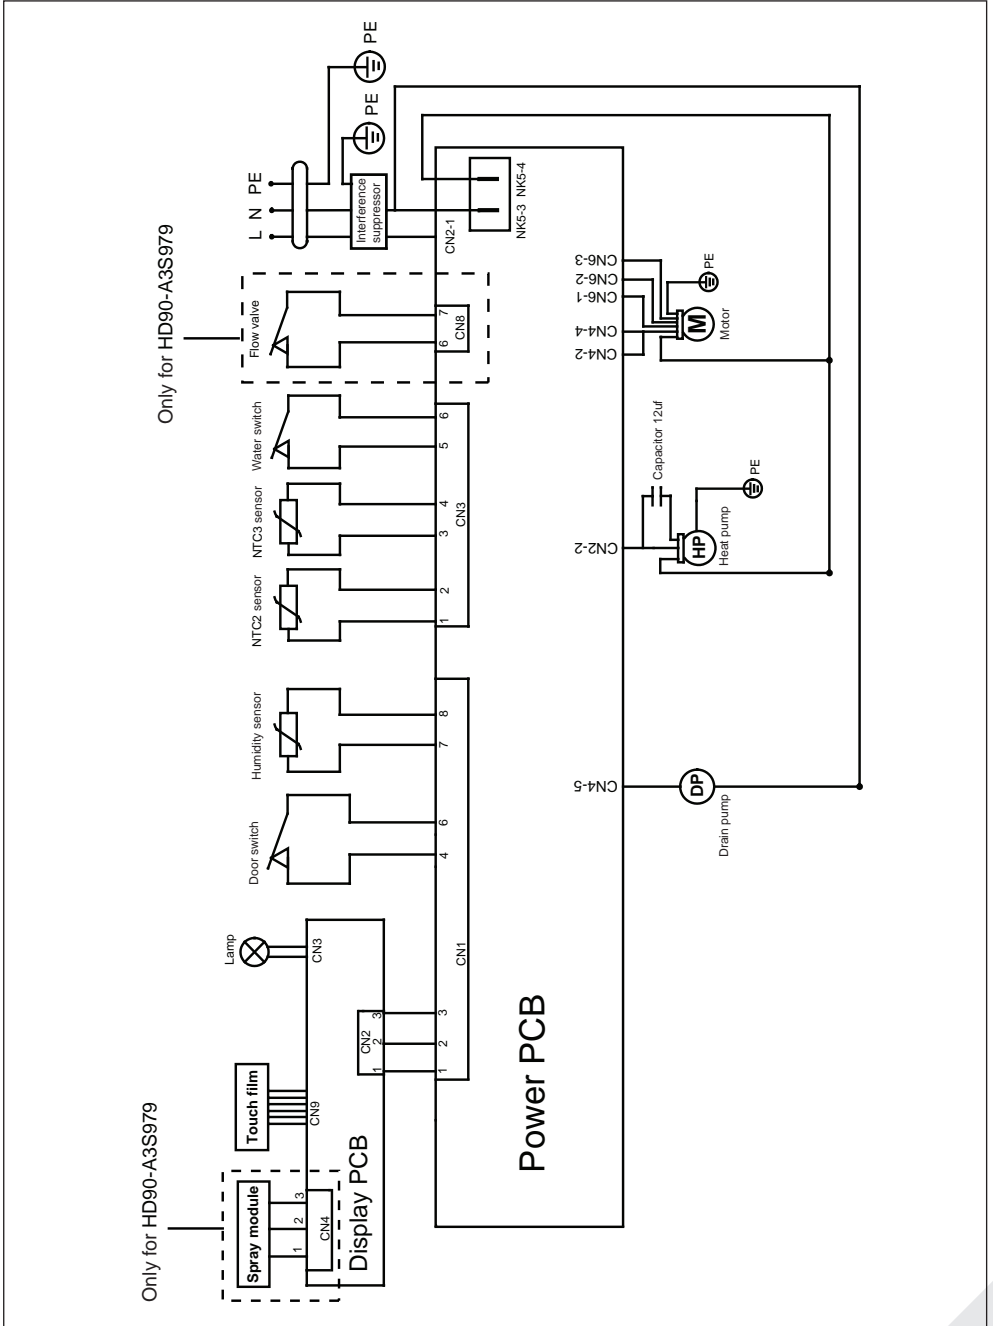 Only for HD90-A3S979
Spray module
1
2
3
CN4
Touch film
CN9
Lamp
CN3
Display PCB
CN2
1
2
3
1
2
3
CN1
Door switch
4
6
Humidity sensor
7
8
NTC2 sensor
1
2
NTC3 sensor
3
4
CN3
Water switch
5
6
Only for HD90-A3S979
Flow valve
6
7
CN8
L
N
PE
Interference
suppressor
PE
PE
CN2-1
NK5-3
NK5-4
Power PCB
CN4-5
DP
Drain pump
CN2-2
Capacitor 12uf
HP
Heat pump
PE
CN4-2
CN4-4
CN6-1
CN6-2
CN6-3
M
Motor
PE